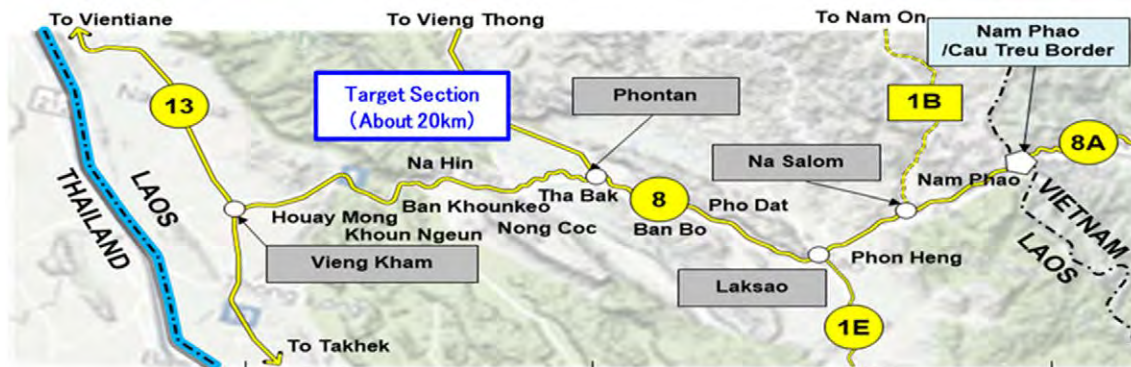 To Vientiane
To Vieng Thong
To Nam On
Nam Phao
/Cau Treu Border
13
Target Section
(About 20km)
Phontan
1B
8A
Na Hin
Na Salom
Nam Phao
THAILAND
LAOS
Houay Mong
Ban Khounkeo
Tha Bak
8
Pho Dat
VIETNAM
LAOS
Khoun Ngeun
Nong Coc
Ban Bo
Vieng Kham
Phon Heng
Laksao
1E
To Takhek